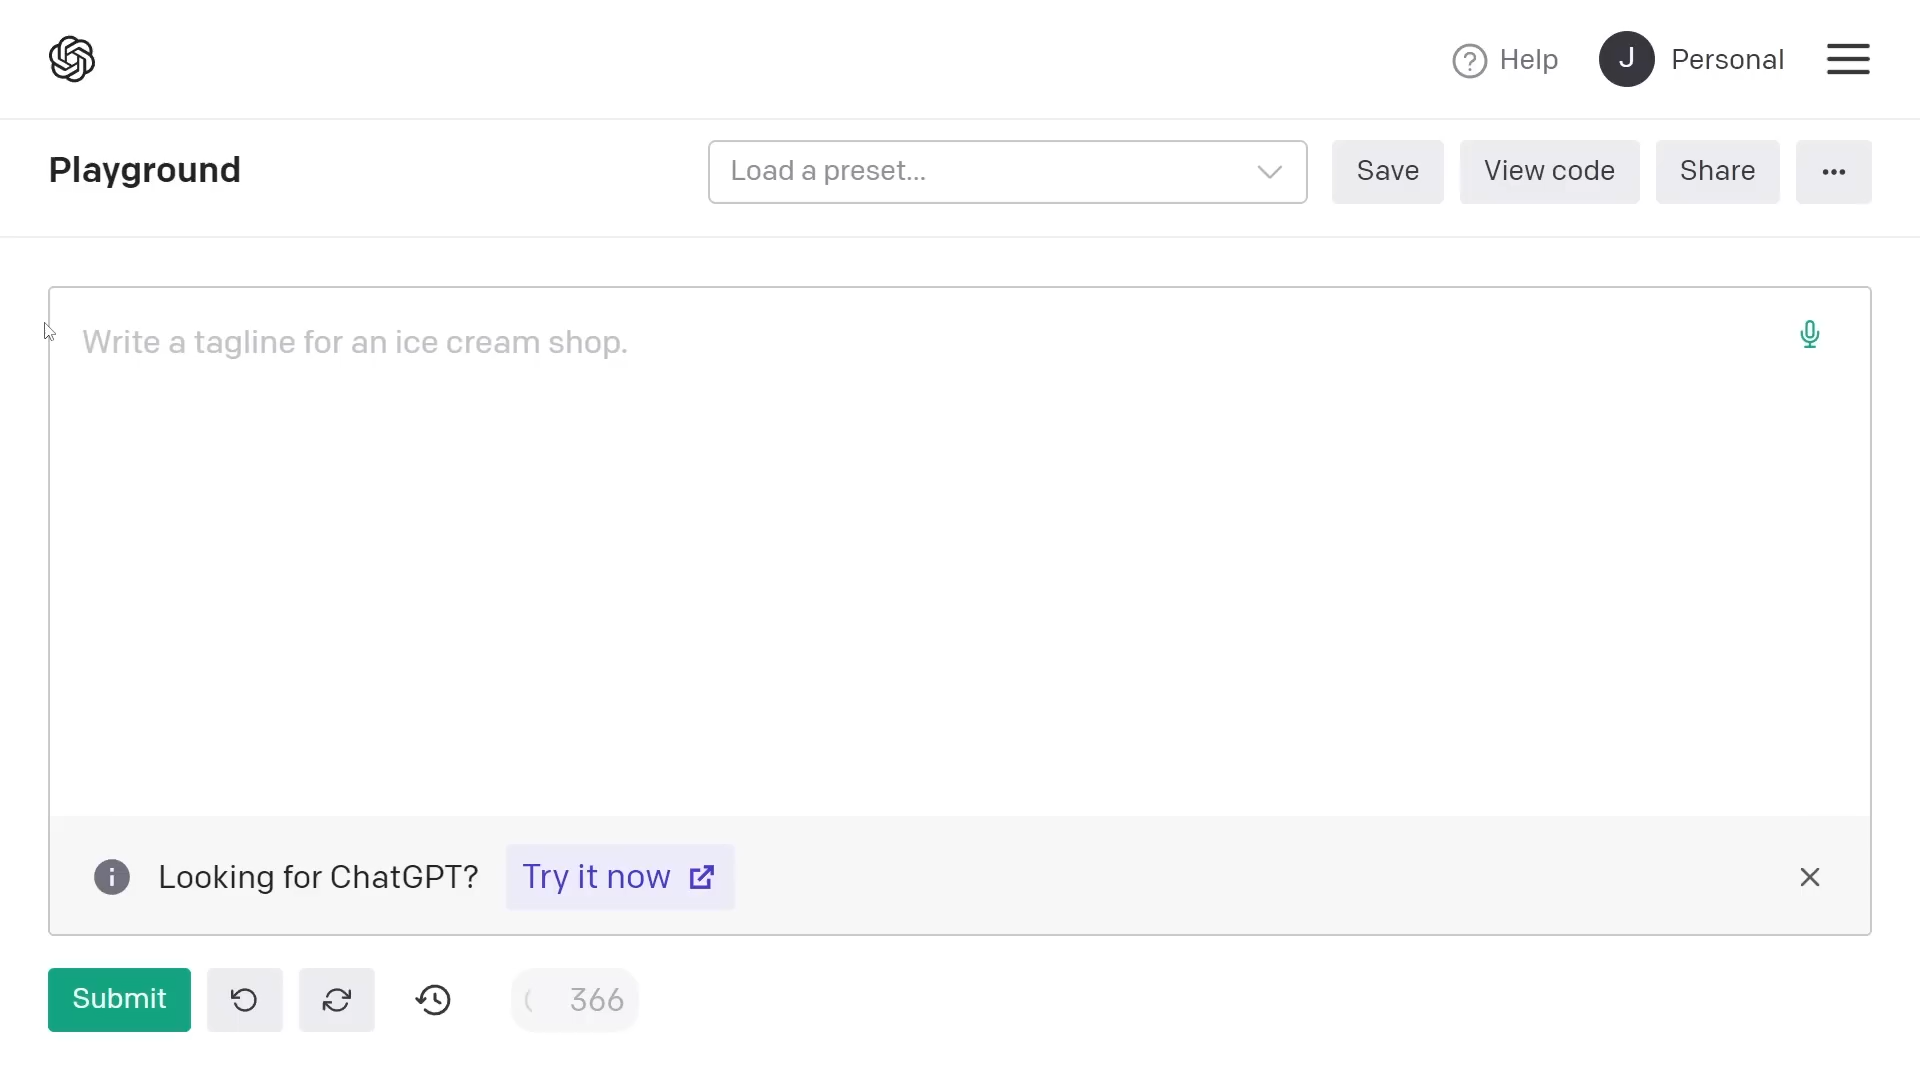 Help
J
Personal
Playground
Load a preset...
Save
View code
Share
Write a tagline for an ice cream shop.
Looking for ChatGPT?
Try it now
Submit
366